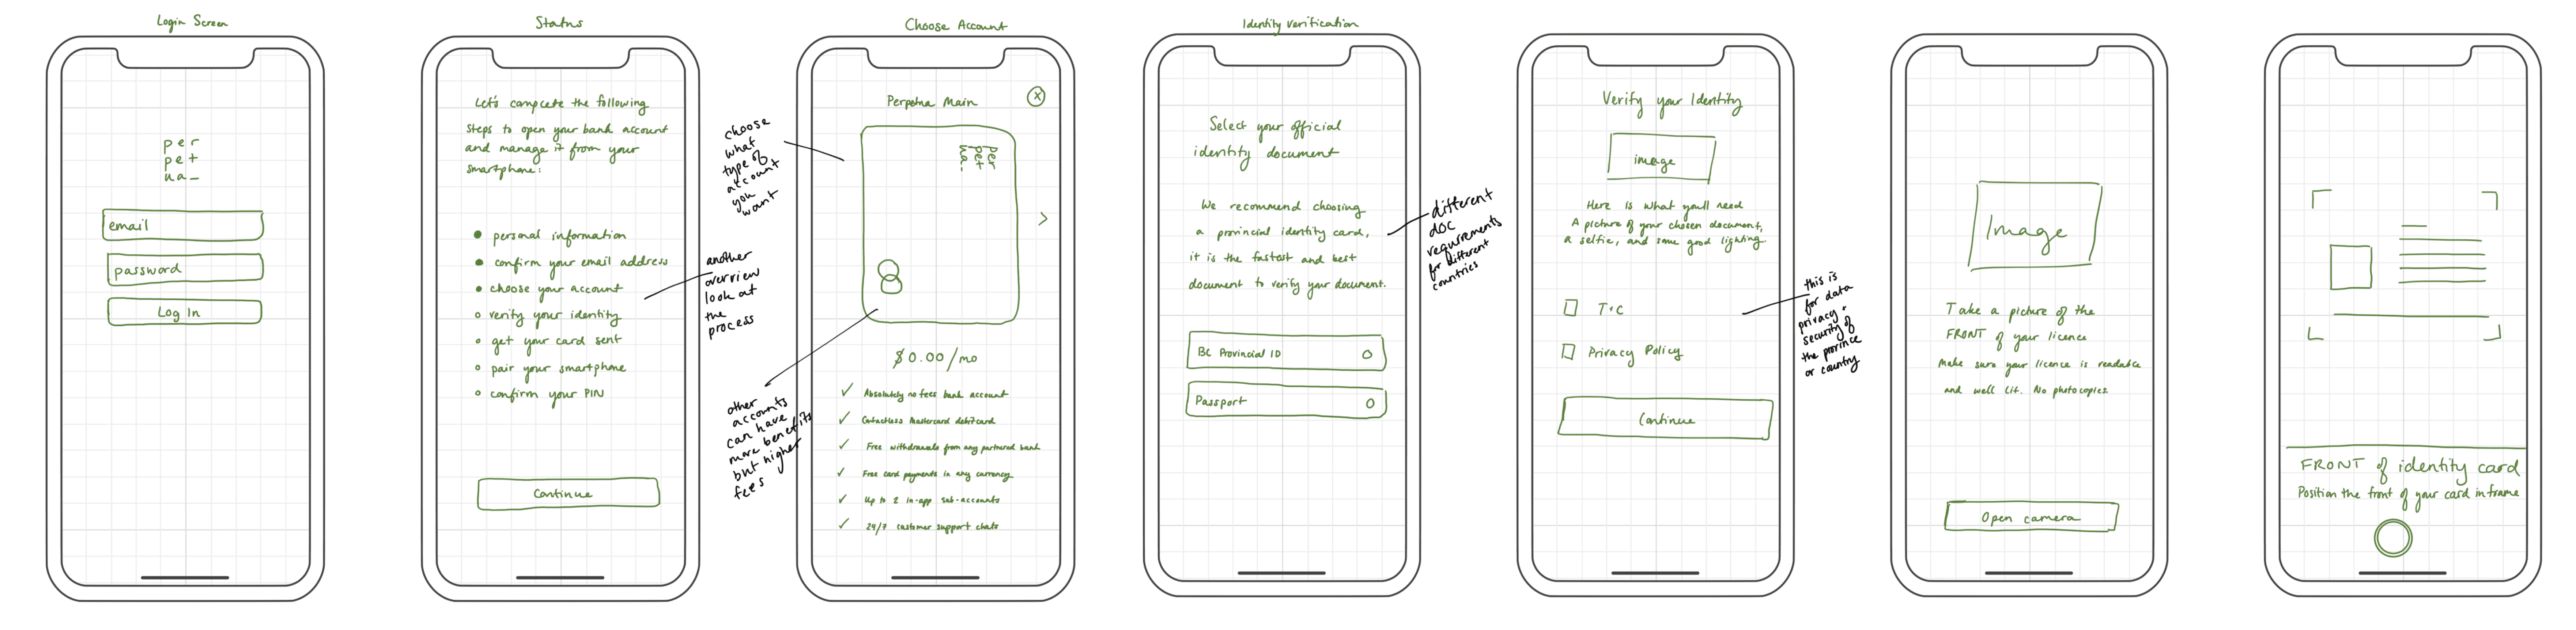 Login Screen
per
pet
ua_
email
password
Log In
Status
Let's complete the following
steps to open your bank account
and manage it from your
smartphone:
personal information
confirm your email address
choose your account
verify your identity
get your card sent
pair your smartphone
confirm your PIN
Continue
another
overview
look at
the
process
Choose Account
choose
what
type of
account
you
want
Perpetua Main
X
per
pet
ua_
>
$0.00/mo
Absolutely no fees bank account
Contactless Mastercard debit card
Free withdrawals from any partnered bank
Free card payments in any currency
Up to 2 in-app sub-accounts
24/7 customer support chats
other
accounts
can have
more benefits
but higher
fees
Identity verification
Select your official
identity document
We recommend choosing
a provincial identity card,
it is the fastest and best
document to verify your document.
BC Provincial ID
Passport
different
doc
requirements
for different
countries
Verify your Identity
image
Here is what you'll need
A picture of your chosen document,
a selfie, and some good lighting.
T+C
Privacy Policy
Continue
this is
for data
privacy +
security of
the province
or country
Image
Take a picture of the
FRONT of your licence
Make sure your licence is readable
and well lit. No photocopies.
Open camera
FRONT of identity card
Position the front of your card in frame